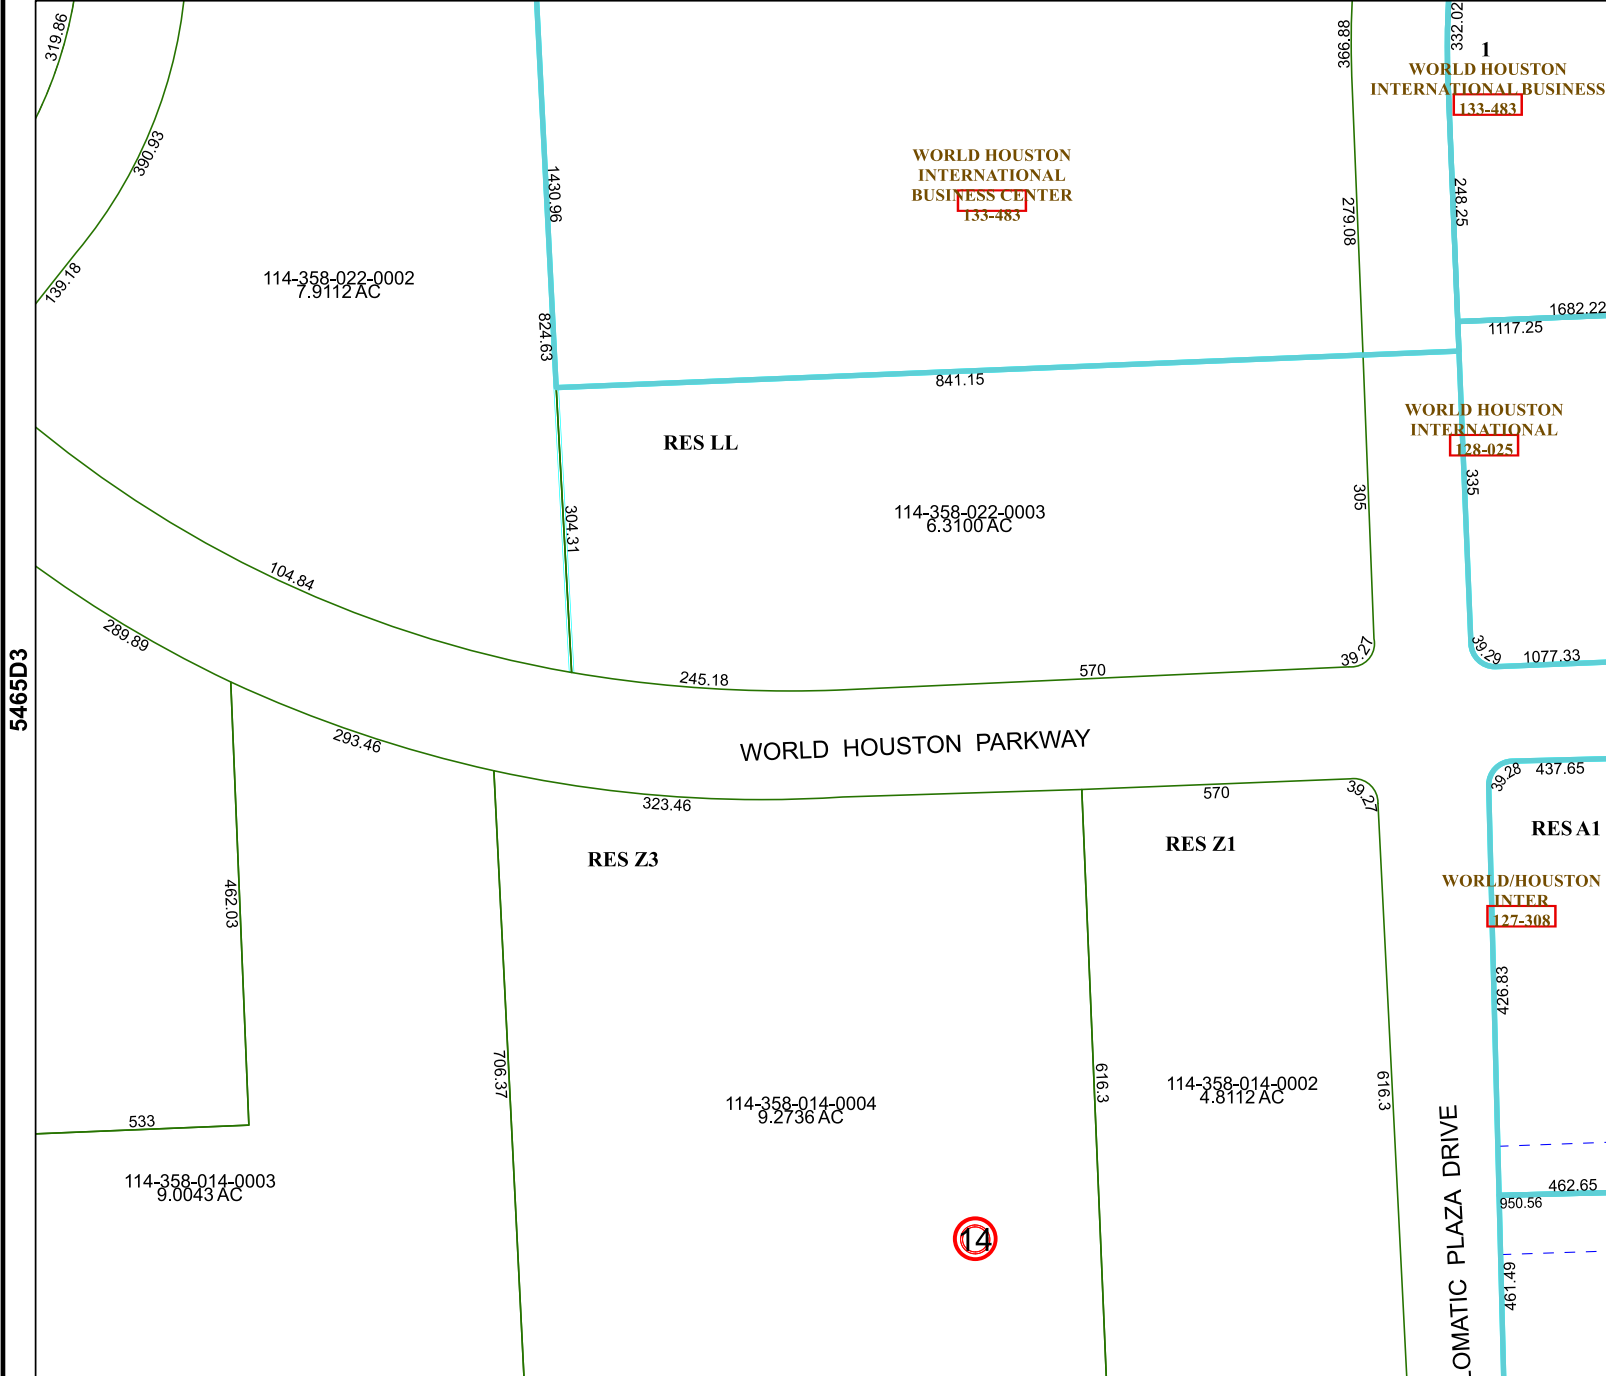 319.86
390.93
139.18
114-358-022-0002
7.9112 AC
1430.96
824.63
WORLD HOUSTON
INTERNATIONAL
BUSINESS CENTER
133-483
366.88
279.08
332.02
1
WORLD HOUSTON
INTERNATIONAL BUSINESS
133-483
248.25
1682.22
1117.25
841.15
RES LL
304.31
114-358-022-0003
6.3100 AC
305
WORLD HOUSTON
INTERNATIONAL
128-025
335
104.84
289.89
245.18
570
39.27
39.29
1077.33
5465D3
293.46
WORLD HOUSTON PARKWAY
323.46
570
39.27
39.28
437.65
RES Z3
RES Z1
RES A1
WORLD/HOUSTON
INTER
127-308
462.03
426.83
706.37
616.3
616.3
114-358-014-0004
9.2736 AC
114-358-014-0002
4.8112 AC
533
114-358-014-0003
9.0043 AC
14
LOMATIC PLAZA DRIVE
462.65
950.56
461.49